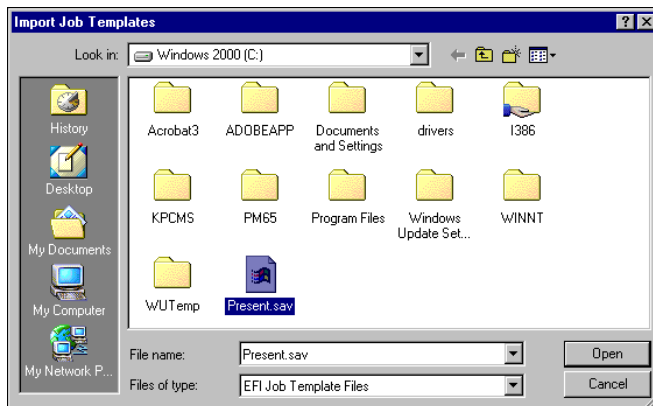 Import Job Templates
Look in:
Windows 2000 (C:)
History
Desktop
My Documents
My Computer
My Network P...
Acrobat3
ADOBEAPP
Documents
and Settings
drivers
I386
KPCMS
PM65
Program Files
Windows
Update Set...
WINNT
WUTemp
Present.sav
File name:
Present.sav
Open
Files of type:
EFI Job Template Files
Cancel